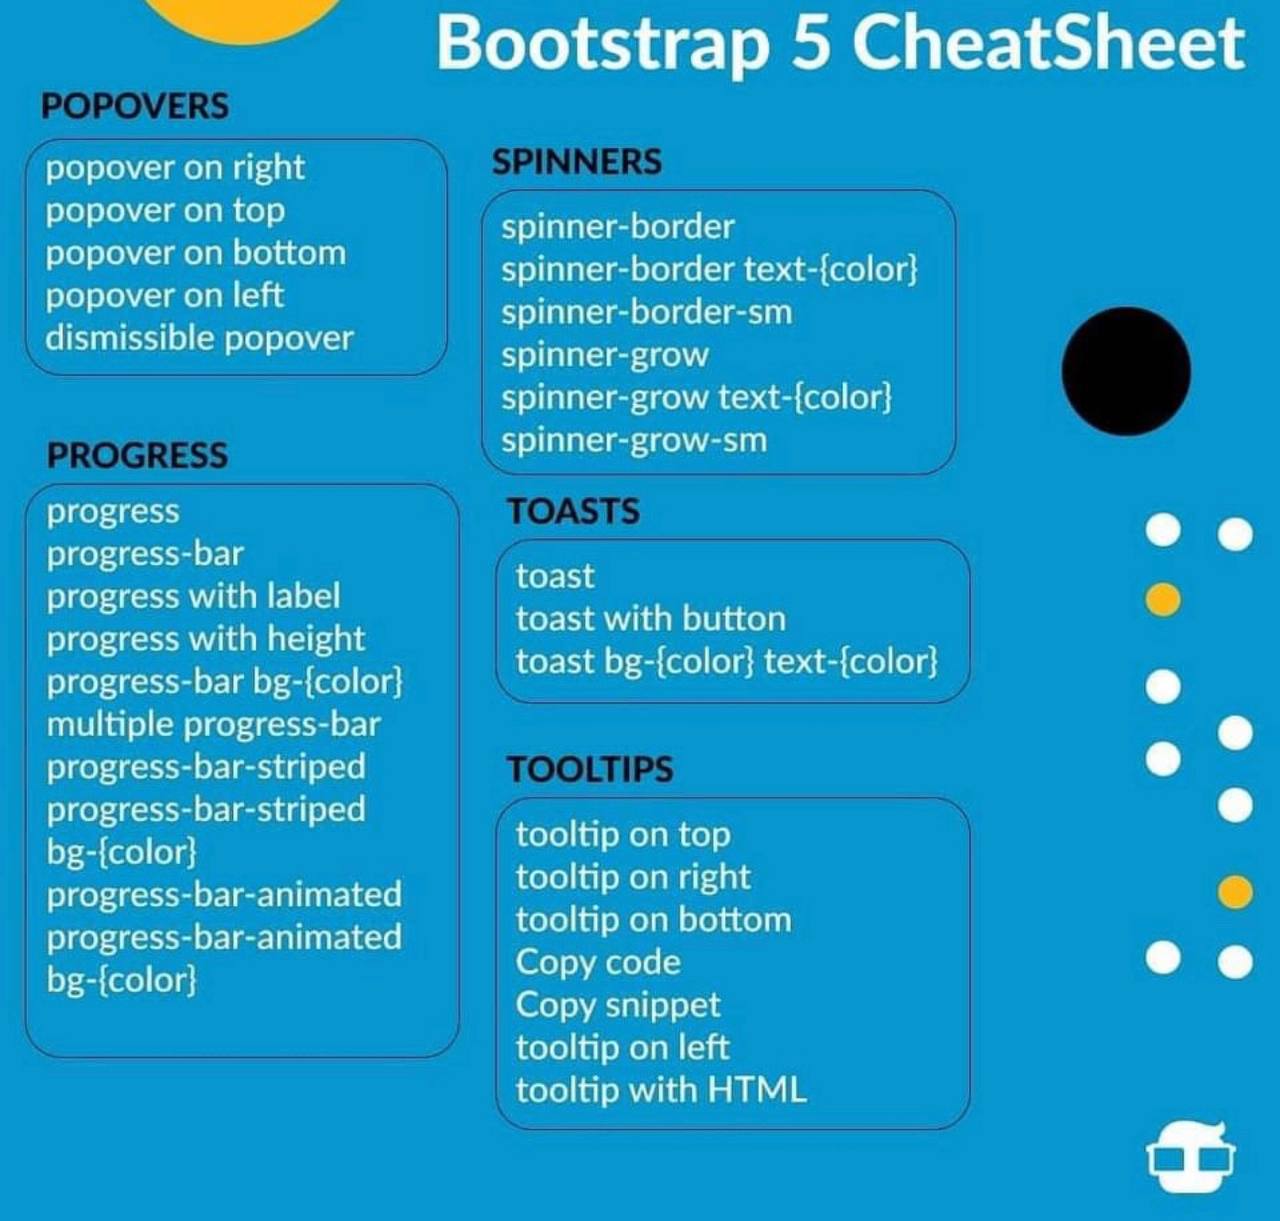 Bootstrap 5 CheatSheet
POPOVERS
popover on right
popover on top
popover on bottom
popover on left
dismissible popover
PROGRESS
progress
progress-bar
progress with label
progress with height
progress-bar bg-{color}
multiple progress-bar
progress-bar-striped
progress-bar-striped
bg-{color}
progress-bar-animated
progress-bar-animated
bg-{color}
SPINNERS
spinner-border
spinner-border text-{color}
spinner-border-sm
spinner-grow
spinner-grow text-{color}
spinner-grow-sm
TOASTS
toast
toast with button
toast bg-{color} text-{color}
TOOLTIPS
tooltip on top
tooltip on right
tooltip on bottom
Copy code
Copy snippet
tooltip on left
tooltip with HTML